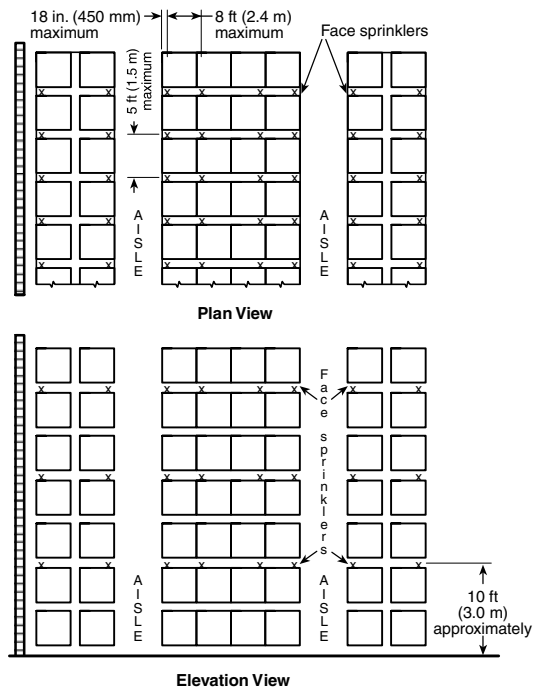 18 in. (450 mm)
maximum
8 ft (2.4 m)
maximum
Face sprinklers
5 ft (1.5 m)
maximum
x x x x x x x x
x x x x x x x x
x x x x x x x x
x x x x x x x x
x x x x x x x x
AISLE
AISLE
Plan View
Face sprinklers
x x x x x x x x
x x x x x x x x
x x x x x x x x
AISLE
AISLE
10 ft
(3.0 m)
approximately
Elevation View